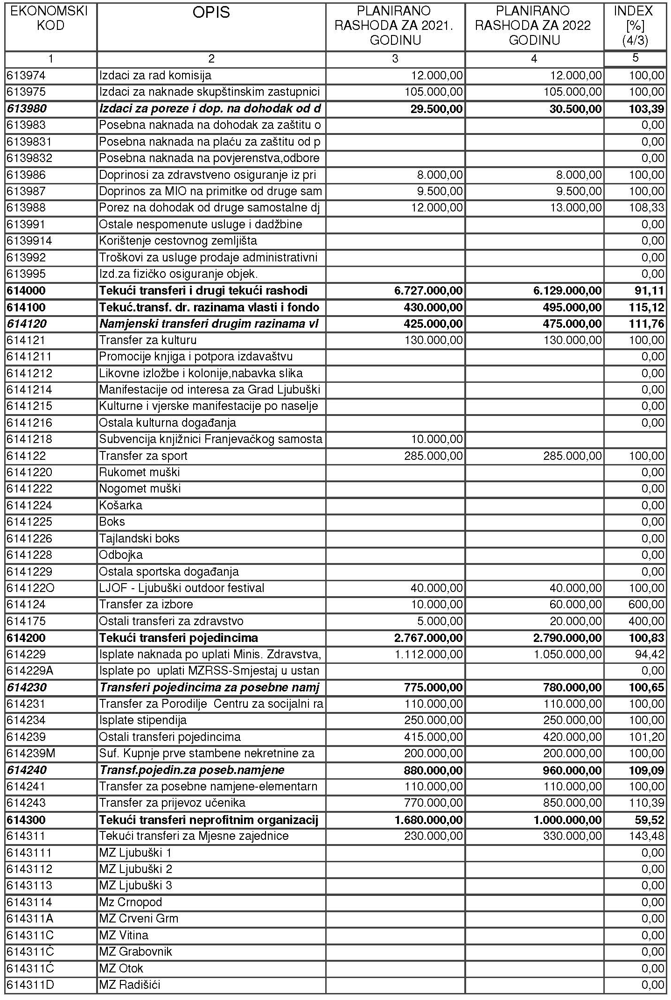 EKONOMSKI KOD OPIS PLANIRANO RASHODA ZA 2021. GODINU PLANIRANO RASHODA ZA 2022 GODINU INDEX [%] (4/3)
1 2 3 4 5
613974 Izdaci za rad komisija 12.000,00 12.000,00 100,00
613975 Izdaci za naknade skupštinskim zastupnici 105.000,00 105.000,00 100,00
613980 Izdaci za poreze i dop. na dohodak od d 29.500,00 30.500,00 103,39
613983 Posebna naknada na dohodak za zaštitu o 0,00
6139831 Posebna naknada na plaću za zaštitu od p 0,00
6139832 Posebna naknada na povjerenstva,odbore 0,00
613986 Doprinosi za zdravstveno osiguranje iz pri 8.000,00 8.000,00 100,00
613987 Doprinos za MIO na primitke od druge sam 9.500,00 9.500,00 100,00
613988 Porez na dohodak od druge samostalne dj 12.000,00 13.000,00 108,33
613991 Ostale nespomenute usluge i dadžbine 0,00
6139914 Korištenje cestovnog zemljišta 0,00
613992 Troškovi za usluge prodaje administrativni 0,00
613995 Izd.za fizičko osiguranje objek. 0,00
614000 Tekući transferi i drugi tekući rashodi 6.727.000,00 6.129.000,00 91,11
614100 Tekuć.transf. dr. razinama vlasti i fondo 430.000,00 495.000,00 115,12
614120 Namjenski transferi drugim razinama vl 425.000,00 475.000,00 111,76
614121 Transfer za kulturu 130.000,00 130.000,00 100,00
6141211 Promocije knjiga i potpora izdavaštvu 0,00
6141212 Likovne izložbe i kolonije,nabavka slika 0,00
6141214 Manifestacije od interesa za Grad Ljubuški 0,00
6141215 Kulturne i vjerske manifestacije po naselje 0,00
6141216 Ostala kulturna događanja 0,00
6141218 Subvencija knjižnici Franjevačkog samosta 10.000,00
614122 Transfer za sport 285.000,00 285.000,00 100,00
6141220 Rukomet muški 0,00
6141222 Nogomet muški 0,00
6141224 Košarka 0,00
6141225 Boks 0,00
6141226 Tajlandski boks 0,00
6141228 Odbojka 0,00
6141229 Ostala sportska događanja 0,00
614122O LJOF - Ljubuški outdoor festival 40.000,00 40.000,00 100,00
614124 Transfer za izbore 10.000,00 60.000,00 600,00
614175 Ostali transferi za zdravstvo 5.000,00 20.000,00 400,00
614200 Tekući transferi pojedincima 2.767.000,00 2.790.000,00 100,83
614229 Isplate naknada po uplati Minis. Zdravstva, 1.112.000,00 1.050.000,00 94,42
614229A Isplate po  uplati MZRSS-Smjestaj u ustan 0,00
614230 Transferi pojedincima za posebne namj 775.000,00 780.000,00 100,65
614231 Transfer za Porodilje  Centru za socijalni ra 110.000,00 110.000,00 100,00
614234 Isplate stipendija 250.000,00 250.000,00 100,00
614239 Ostali transferi pojedincima 415.000,00 420.000,00 101,20
614239M Suf. Kupnje prve stambene nekretnine za 200.000,00 200.000,00 100,00
614240 Transf.pojedin.za poseb.namjene 880.000,00 960.000,00 109,09
614241 Transfer za posebne namjene-elementarn 110.000,00 110.000,00 100,00
614243 Transfer za prijevoz učenika 770.000,00 850.000,00 110,39
614300 Tekući transferi neprofitnim organizacij 1.680.000,00 1.000.000,00 59,52
614311 Tekući transferi za Mjesne zajednice 230.000,00 330.000,00 143,48
6143111 MZ Ljubuški 1 0,00
6143112 MZ Ljubuški 2 0,00
6143113 MZ Ljubuški 3 0,00
6143114 Mz Crnopod 0,00
614311A MZ Crveni Grm 0,00
614311C MZ Vitina 0,00
614311Č MZ Grabovnik 0,00
614311Ć MZ Otok 0,00
614311D MZ Radišići 0,00